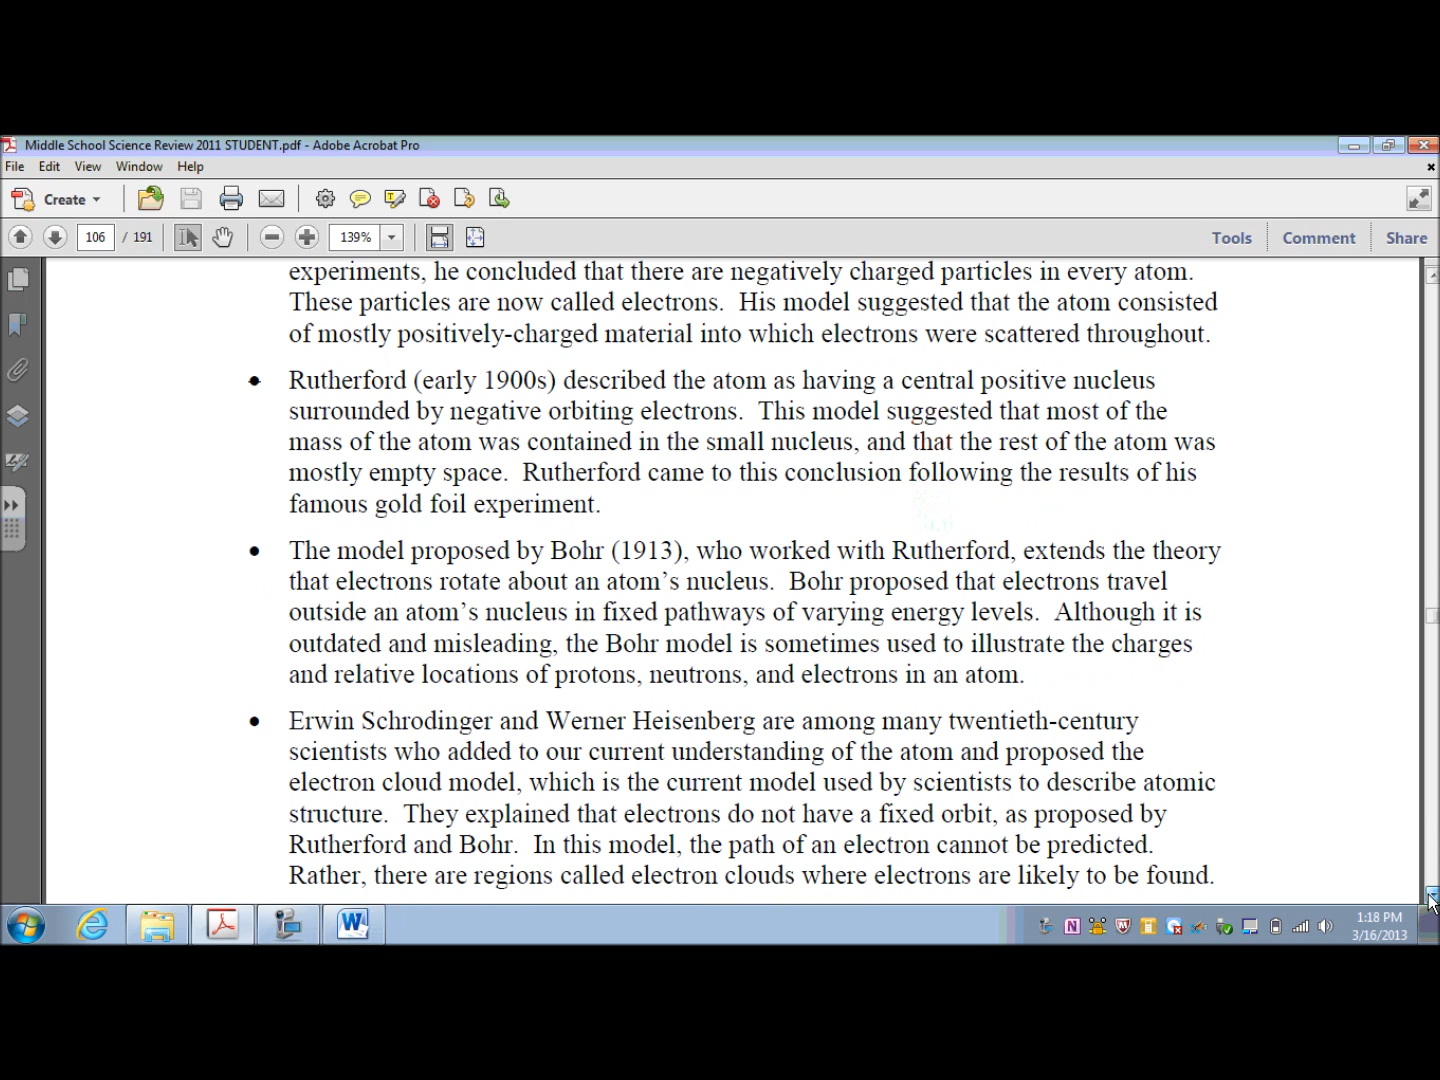 Middle School Science Review 2011 STUDENT.pdf - Adobe Acrobat Pro
File Edit View Window Help
Create
106 / 191 139% Tools Comment Share
experiments, he concluded that there are negatively charged particles in every atom.
These particles are now called electrons.  His model suggested that the atom consisted
of mostly positively-charged material into which electrons were scattered throughout.
• Rutherford (early 1900s) described the atom as having a central positive nucleus
surrounded by negative orbiting electrons.  This model suggested that most of the
mass of the atom was contained in the small nucleus, and that the rest of the atom was
mostly empty space.  Rutherford came to this conclusion following the results of his
famous gold foil experiment.
• The model proposed by Bohr (1913), who worked with Rutherford, extends the theory
that electrons rotate about an atom’s nucleus.  Bohr proposed that electrons travel
outside an atom’s nucleus in fixed pathways of varying energy levels.  Although it is
outdated and misleading, the Bohr model is sometimes used to illustrate the charges
and relative locations of protons, neutrons, and electrons in an atom.
• Erwin Schrodinger and Werner Heisenberg are among many twentieth-century
scientists who added to our current understanding of the atom and proposed the
electron cloud model, which is the current model used by scientists to describe atomic
structure.  They explained that electrons do not have a fixed orbit, as proposed by
Rutherford and Bohr.  In this model, the path of an electron cannot be predicted.
Rather, there are regions called electron clouds where electrons are likely to be found.
1:18 PM
3/16/2013